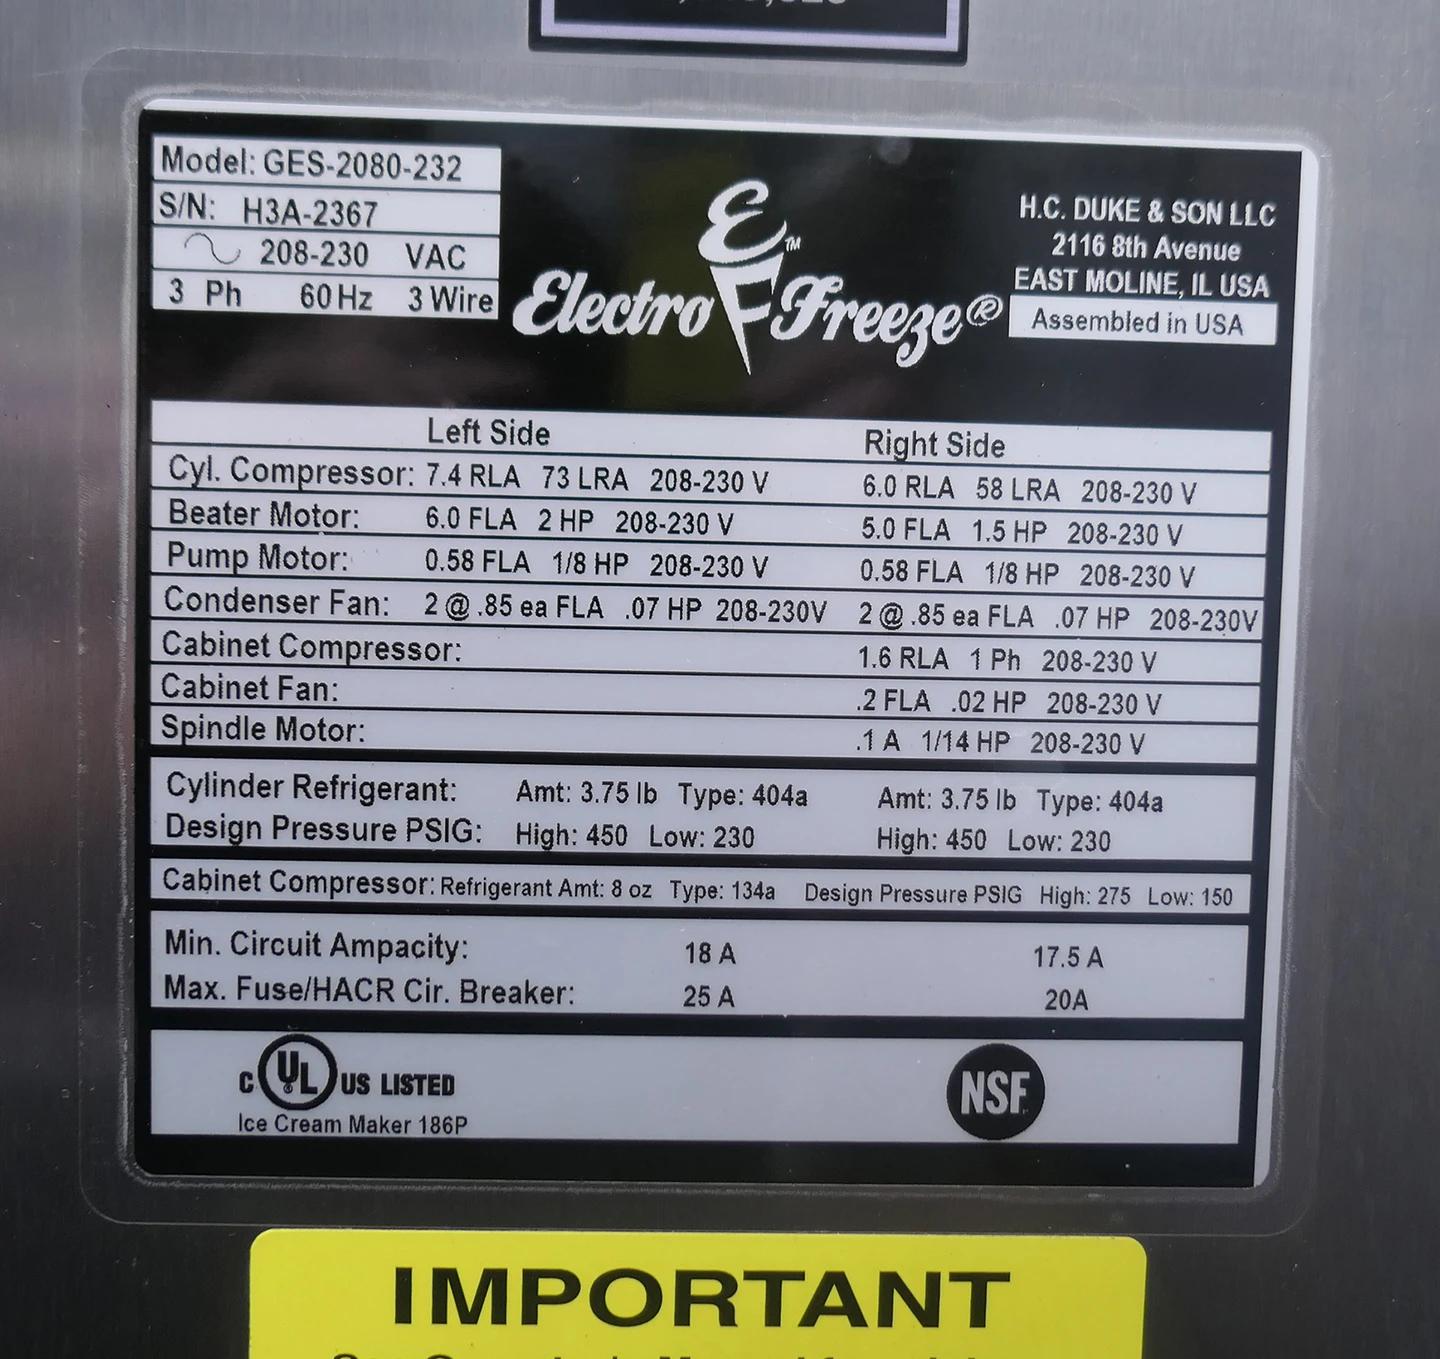 Model: GES-2080-232
S/N: H3A-2367
208-230 VAC
3 Ph 60 Hz 3 Wire
Electro Freeze®
E
F
TM
H.C. DUKE & SON LLC
2116 8th Avenue
EAST MOLINE, IL USA
Assembled in USA
Left Side Right Side
Cyl. Compressor: 7.4 RLA 73 LRA 208-230 V 6.0 RLA 58 LRA 208-230 V
Beater Motor: 6.0 FLA 2 HP 208-230 V 5.0 FLA 1.5 HP 208-230 V
Pump Motor: 0.58 FLA 1/8 HP 208-230 V 0.58 FLA 1/8 HP 208-230 V
Condenser Fan: 2 @ .85 ea FLA .07 HP 208-230V 2 @ .85 ea FLA .07 HP 208-230V
Cabinet Compressor: 1.6 RLA 1 Ph 208-230 V
Cabinet Fan: .2 FLA .02 HP 208-230 V
Spindle Motor: .1 A 1/14 HP 208-230 V
Cylinder Refrigerant: Amt: 3.75 lb Type: 404a Amt: 3.75 lb Type: 404a
Design Pressure PSIG: High: 450 Low: 230 High: 450 Low: 230
Cabinet Compressor: Refrigerant Amt: 8 oz Type: 134a Design Pressure PSIG High: 275 Low: 150
Min. Circuit Ampacity: 18 A 17.5 A
Max. Fuse/HACR Cir. Breaker: 25 A 20A
C UL® US LISTED
Ice Cream Maker 186P
NSF
IMPORTANT